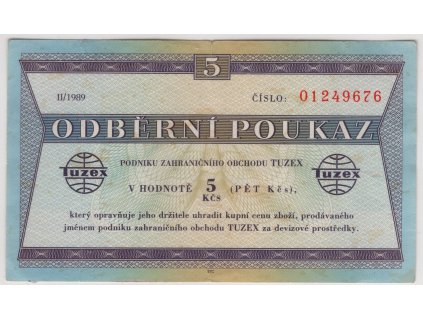 5
II/1989 ČÍSLO: 01249676
ODBĚRNÍ POUKAZ
PODNIKU ZAHRANIČNÍHO OBCHODU TUZEX
Tuzex V HODNOTĚ 5 KČS (PĚT Kčs), Tuzex
který opravňuje jeho držitele uhradit kupní cenu zboží, prodávaného
jménem podniku zahraničního obchodu TUZEX za devizové prostředky.